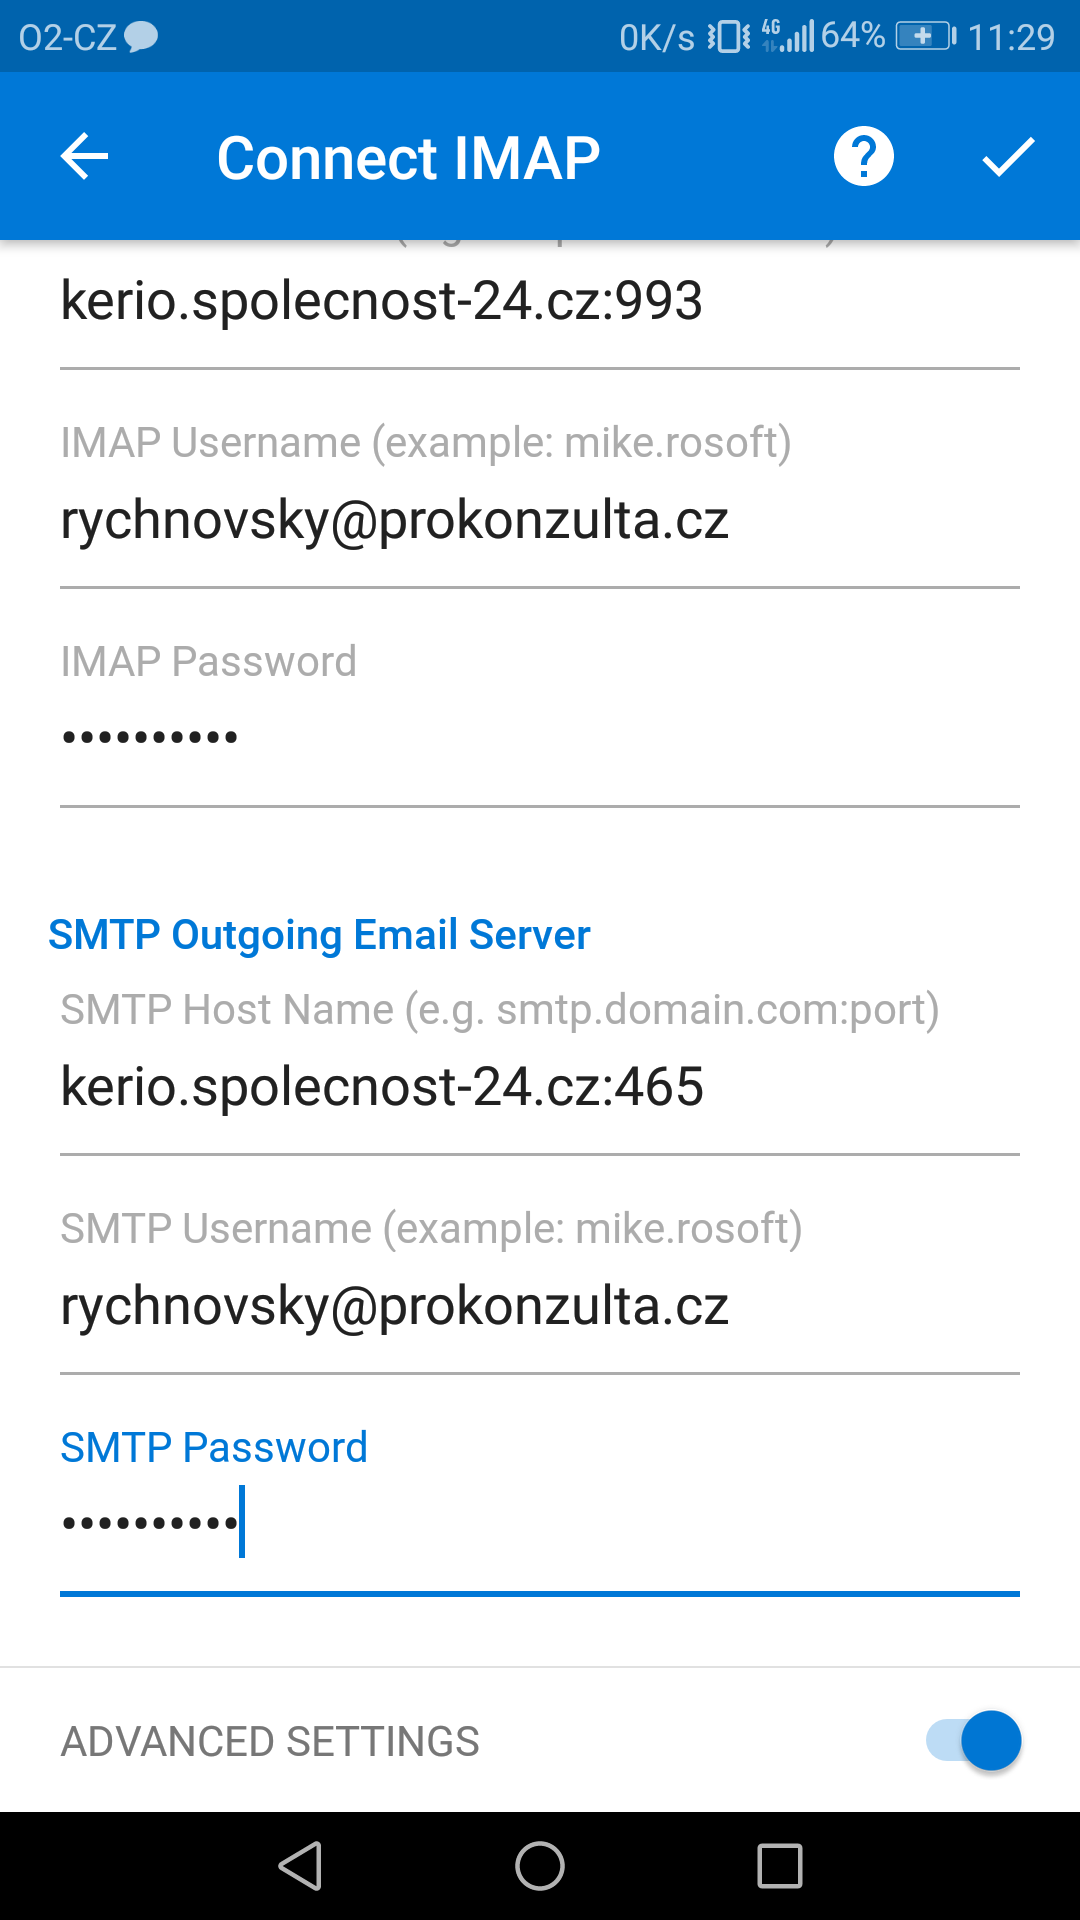 O2-CZ 0K/s 4G 64% 11:29
Connect IMAP
kerio.spolecnost-24.cz:993
IMAP Username (example: mike.rosoft)
rychnovsky@prokonzulta.cz
IMAP Password
••••••••••
SMTP Outgoing Email Server
SMTP Host Name (e.g. smtp.domain.com:port)
kerio.spolecnost-24.cz:465
SMTP Username (example: mike.rosoft)
rychnovsky@prokonzulta.cz
SMTP Password
••••••••••
ADVANCED SETTINGS